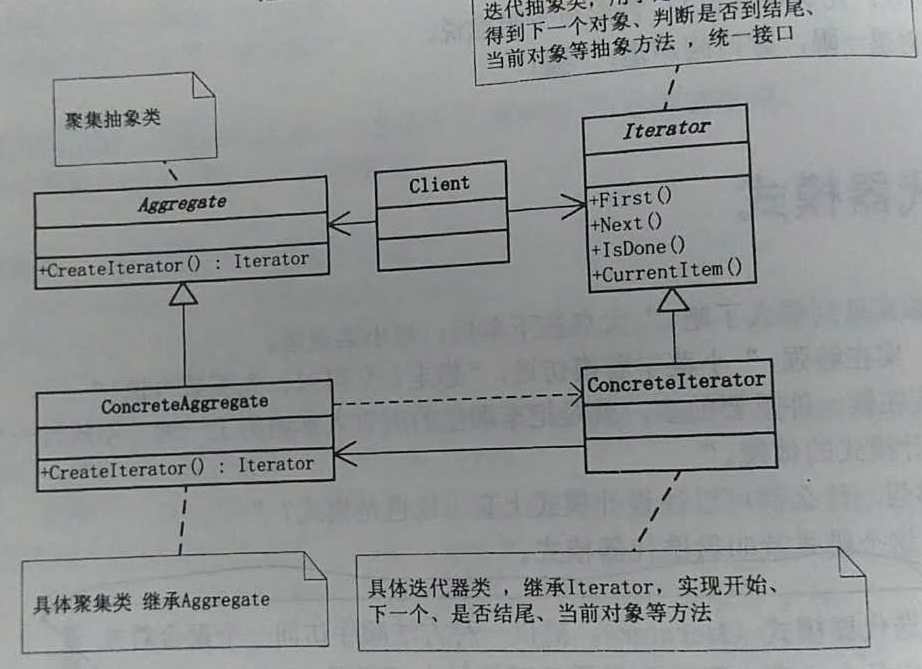 迭代抽象类，用于
得到下一个对象、判断是否到结尾、
当前对象等抽象方法，统一接口
聚集抽象类
Iterator
Client
Aggregate
+First()
+Next()
+IsDone()
+CurrentItem()
+CreateIterator() : Iterator
ConcreteAggregate
ConcreteIterator
+CreateIterator() : Iterator
具体聚集类 继承Aggregate
具体迭代器类，继承Iterator，实现开始、
下一个、是否结尾、当前对象等方法